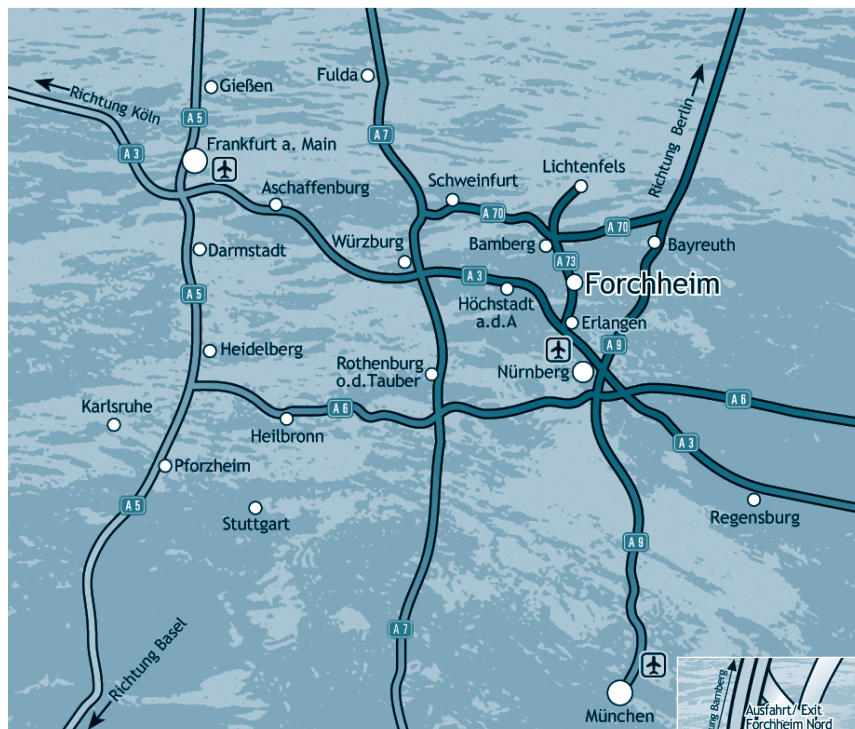 Fulda
Gießen
Richtung Köln
A 5
A 7
A 3
Frankfurt a. Main
Richtung Berlin
Lichtenfels
Aschaffenburg
Schweinfurt
A 70
A 70
Würzburg
Bamberg
Bayreuth
Darmstadt
A 73
A 3
Forchheim
A 5
Höchstadt
a.d.A
Erlangen
A 9
Heidelberg
Rothenburg
o.d.Tauber
Nürnberg
Karlsruhe
A 6
A 6
Heilbronn
A 3
Pforzheim
A 5
Stuttgart
Regensburg
A 9
A 7
Richtung Basel
München
Bamberg
Ausfahrt/ Exit
Forchheim Nord